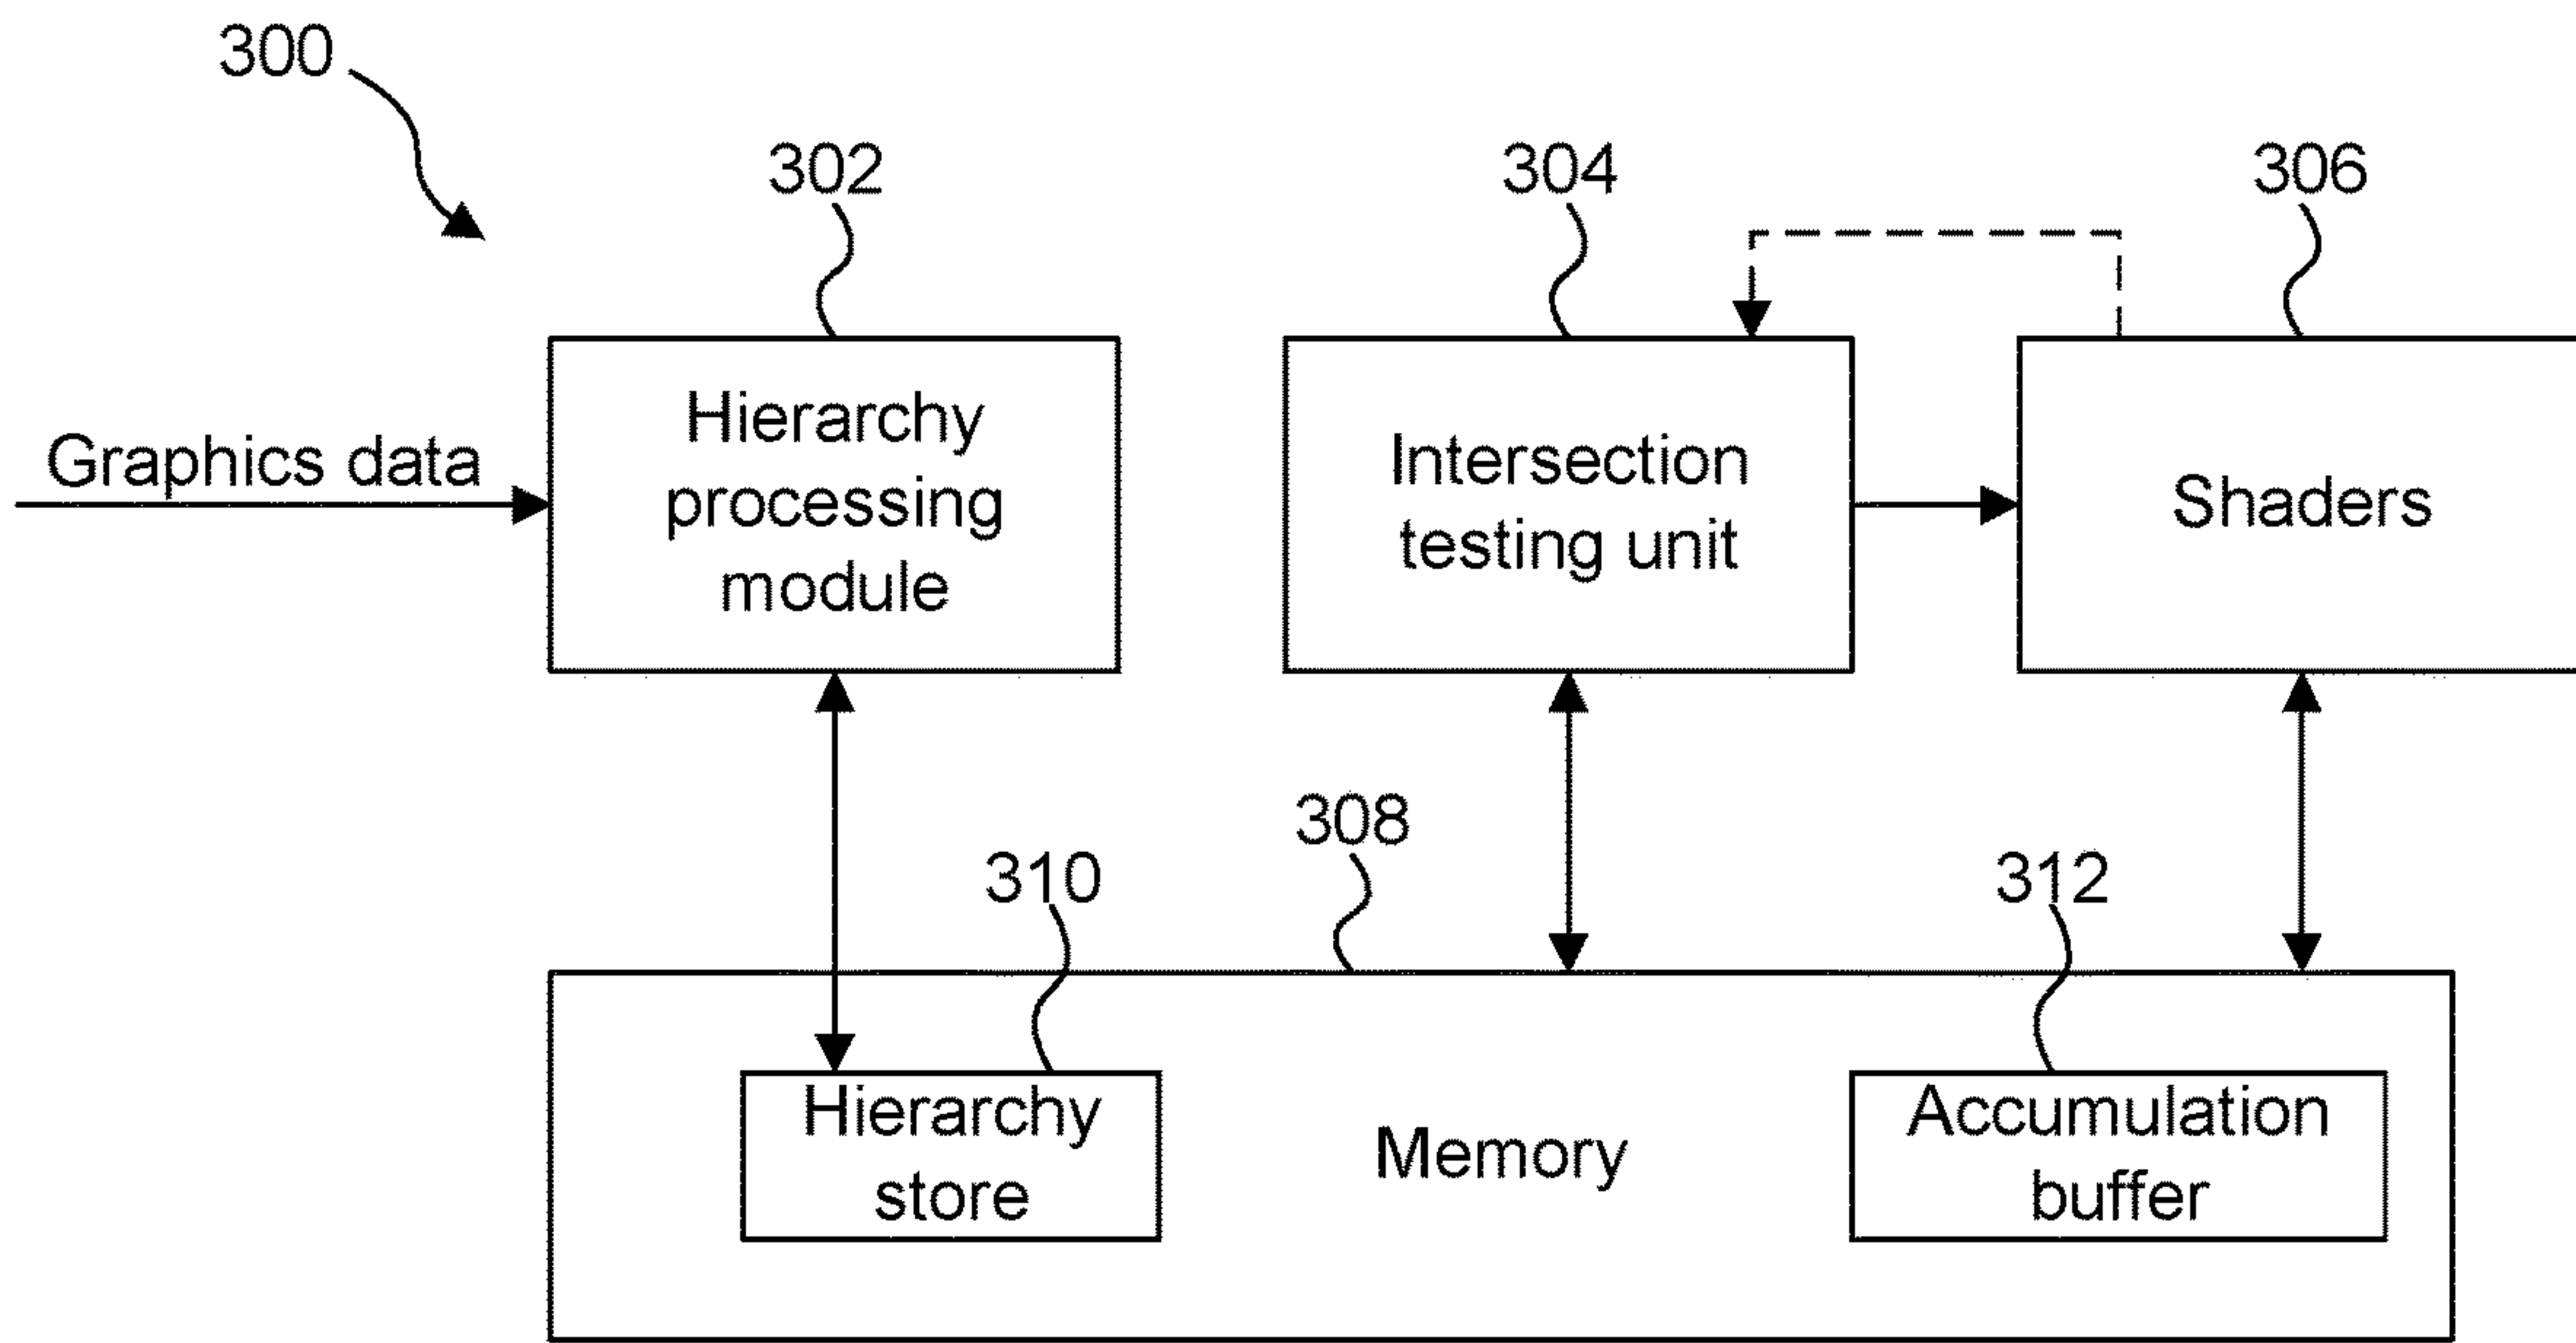 300
302
304
306
Graphics data
Hierarchy
processing
module
Intersection
testing unit
Shaders
308
310
312
Hierarchy
store
Memory
Accumulation
buffer